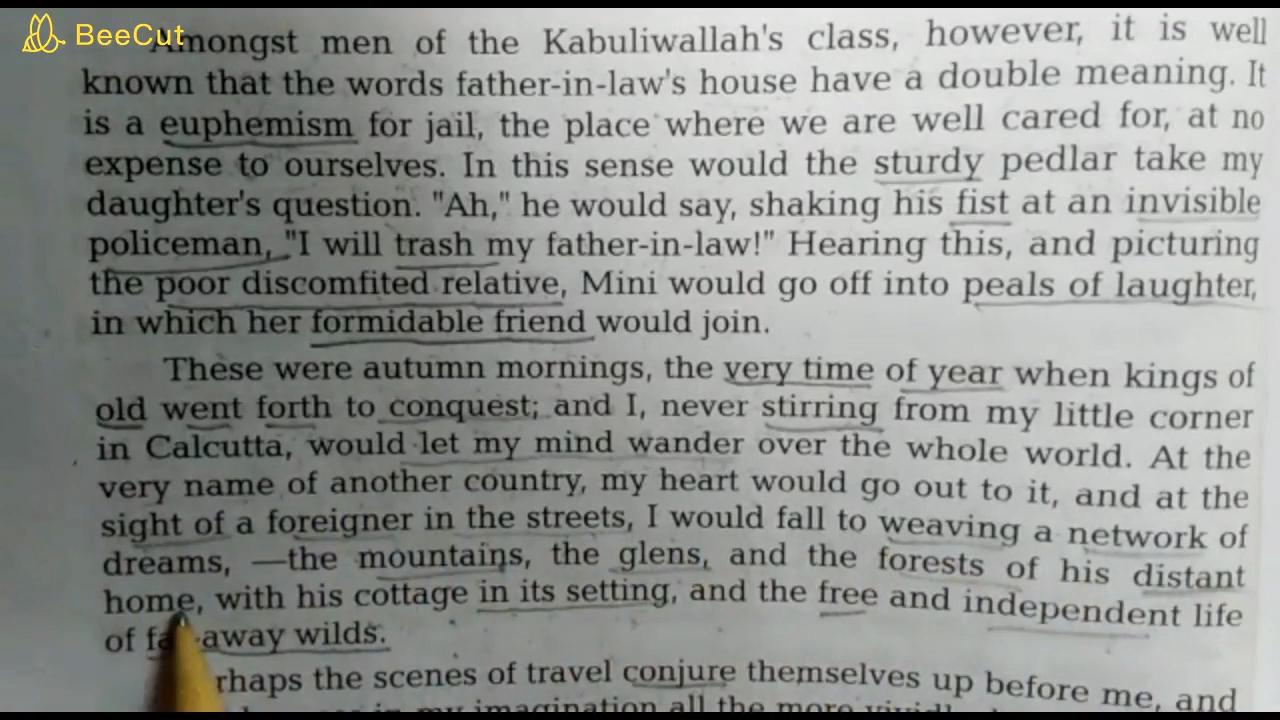 BeeCut
Amongst men of the Kabuliwallah's class, however, it is well
known that the words father-in-law's house have a double meaning. It
is a euphemism for jail, the place where we are well cared for, at no
expense to ourselves. In this sense would the sturdy pedlar take my
daughter's question. "Ah," he would say, shaking his fist at an invisible
policeman, "I will trash my father-in-law!" Hearing this, and picturing
the poor discomfited relative, Mini would go off into peals of laughter,
in which her formidable friend would join.
These were autumn mornings, the very time of year when kings of
old went forth to conquest; and I, never stirring from my little corner
in Calcutta, would let my mind wander over the whole world. At the
very name of another country, my heart would go out to it, and at the
sight of a foreigner in the streets, I would fall to weaving a network of
dreams, —the mountains, the glens, and the forests of his distant
home, with his cottage in its setting, and the free and independent life
of away wilds.
the scenes of travel conjure themselves up before me, and
in my imagination all the more